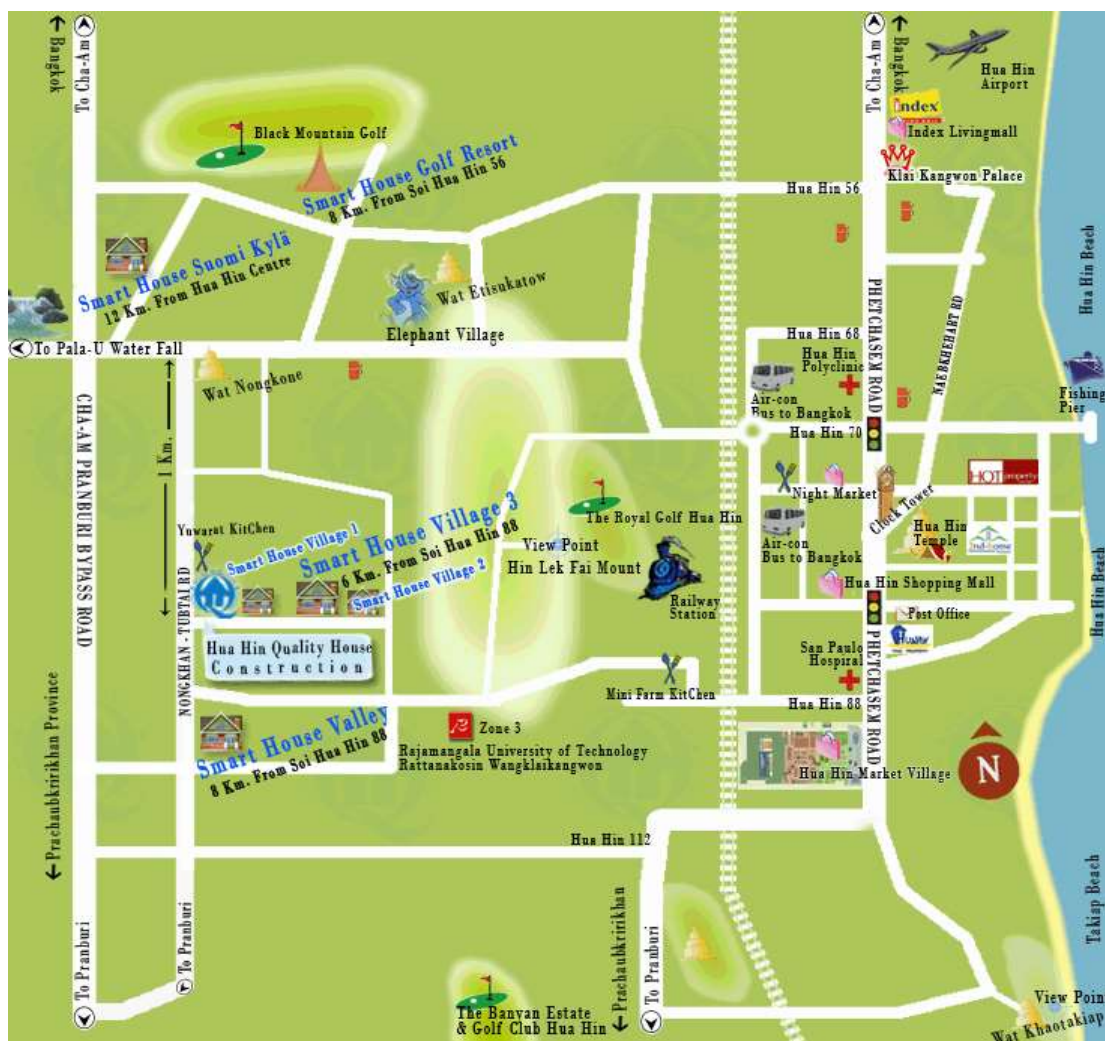 Bangkok
To Cha-Am
To Cha-Am
Bangkok
Hua Hin
Airport
index
Index Livingmall
Klai Kangwon Palace
Black Mountain Golf
Smart House Golf Resort
8 Km. From Soi Hua Hin 56
Hua Hin 56
Smart House Suomi Kylä
12 Km. From Hua Hin Centre
Wat Etisukatow
Elephant Village
To Pala-U Water Fall
Wat Nongkone
Hua Hin 68
Hua Hin
Polyclinic
Air-con
Bus to Bangkok
Hua Hin 70
PHETCHASEM ROAD
NAEBKHEHART RD
Hua Hin Beach
Fishing
Pier
CHA-AM PRANBURI BYPASS ROAD
1 Km.
Yuwarat KitChen
Smart House Village 1
Smart House Village 3
6 Km. From Soi Hua Hin 88
Smart House Village 2
Hua Hin Quality House
Construction
NONGKHAN - TUBTAI RD
The Royal Golf Hua Hin
View Point
Hin Lek Fai Mount
Railway
Station
Night Market
Clock Tower
HOT property
Air-con
Bus to Bangkok
Hua Hin
Temple
Hua Hin Shopping Mall
Post Office
Hua Hin Beach
San Paulo
Hospiral
Mini Farm KitChen
Hua Hin 88
PHETCHASEM ROAD
Smart House Valley
8 Km. From Soi Hua Hin 88
Zone 3
Rajamangala University of Technology
Rattanakosin Wangklaikangwon
Hua Hin Market Village
N
Prachaubkririkhan Province
Hua Hin 112
Takiap Beach
To Pranburi
To Pranburi
Prachaubkririkhan
To Pranburi
The Banyan Estate
& Golf Club Hua Hin
View Point
Wat Khaotakiap